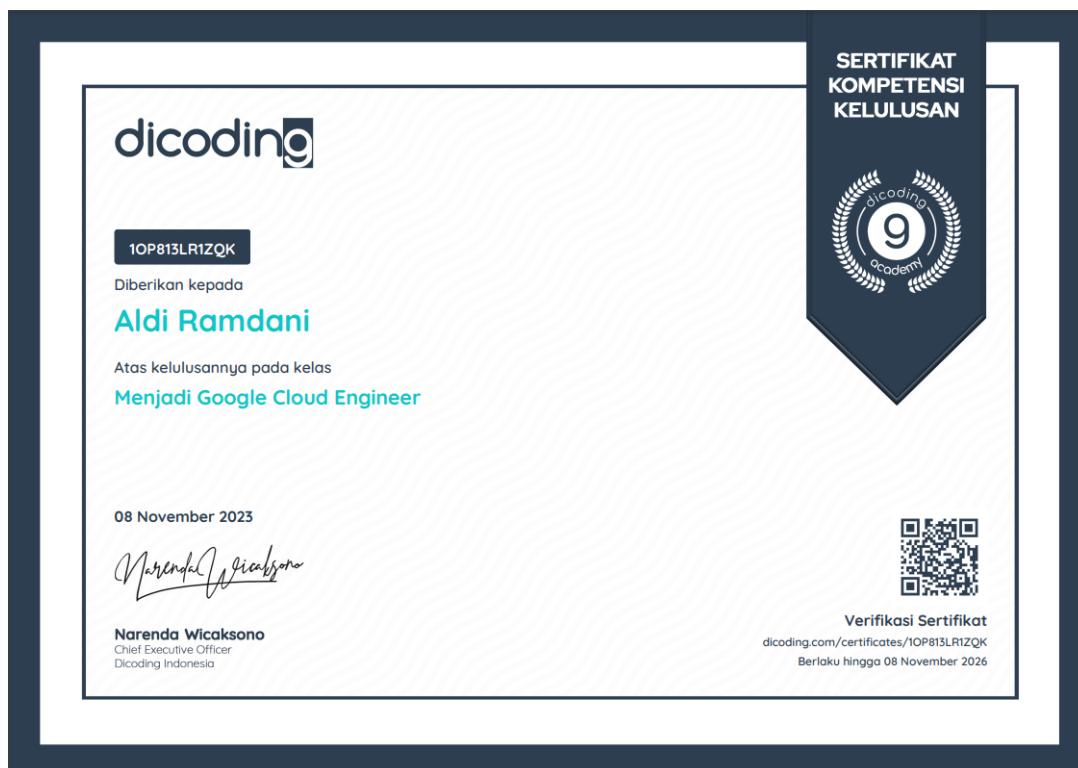 SERTIFIKAT
KOMPETENSI
KELULUSAN
dicoding
9
academy
dicoding
1OP813LR1ZQK
Diberikan kepada
Aldi Ramdani
Atas kelulusannya pada kelas
Menjadi Google Cloud Engineer
08 November 2023
Narenda Wicaksono
Narenda Wicaksono
Chief Executive Officer
Dicoding Indonesia
Verifikasi Sertifikat
dicoding.com/certificates/1OP813LR1ZQK
Berlaku hingga 08 November 2026